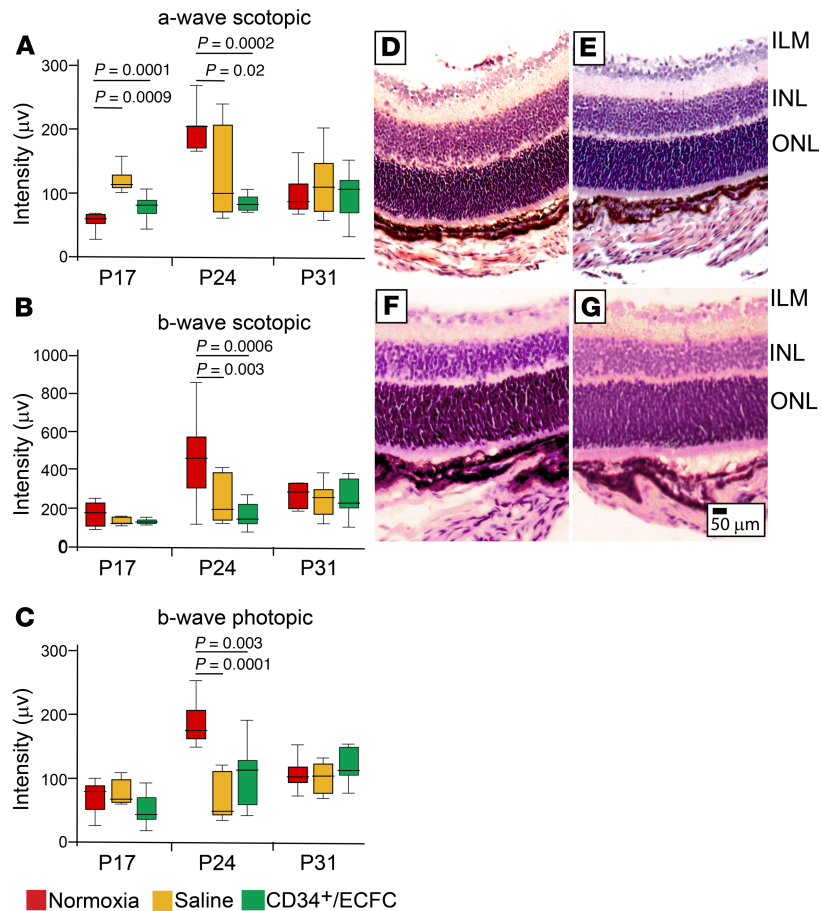 a-wave scotopic
A
Intensity (μv)
300
200
100
0
P = 0.0001
P = 0.0009
P = 0.0002
P = 0.02
P17 P24 P31
B
b-wave scotopic
Intensity (μv)
1000
800
600
400
200
0
P = 0.0006
P = 0.003
P17 P24 P31
C
b-wave photopic
Intensity (μv)
300
200
100
0
P = 0.003
P = 0.0001
P17 P24 P31
Normoxia Saline CD34+/ECFC
D E
ILM
INL
ONL
F G
ILM
INL
ONL
50 μm